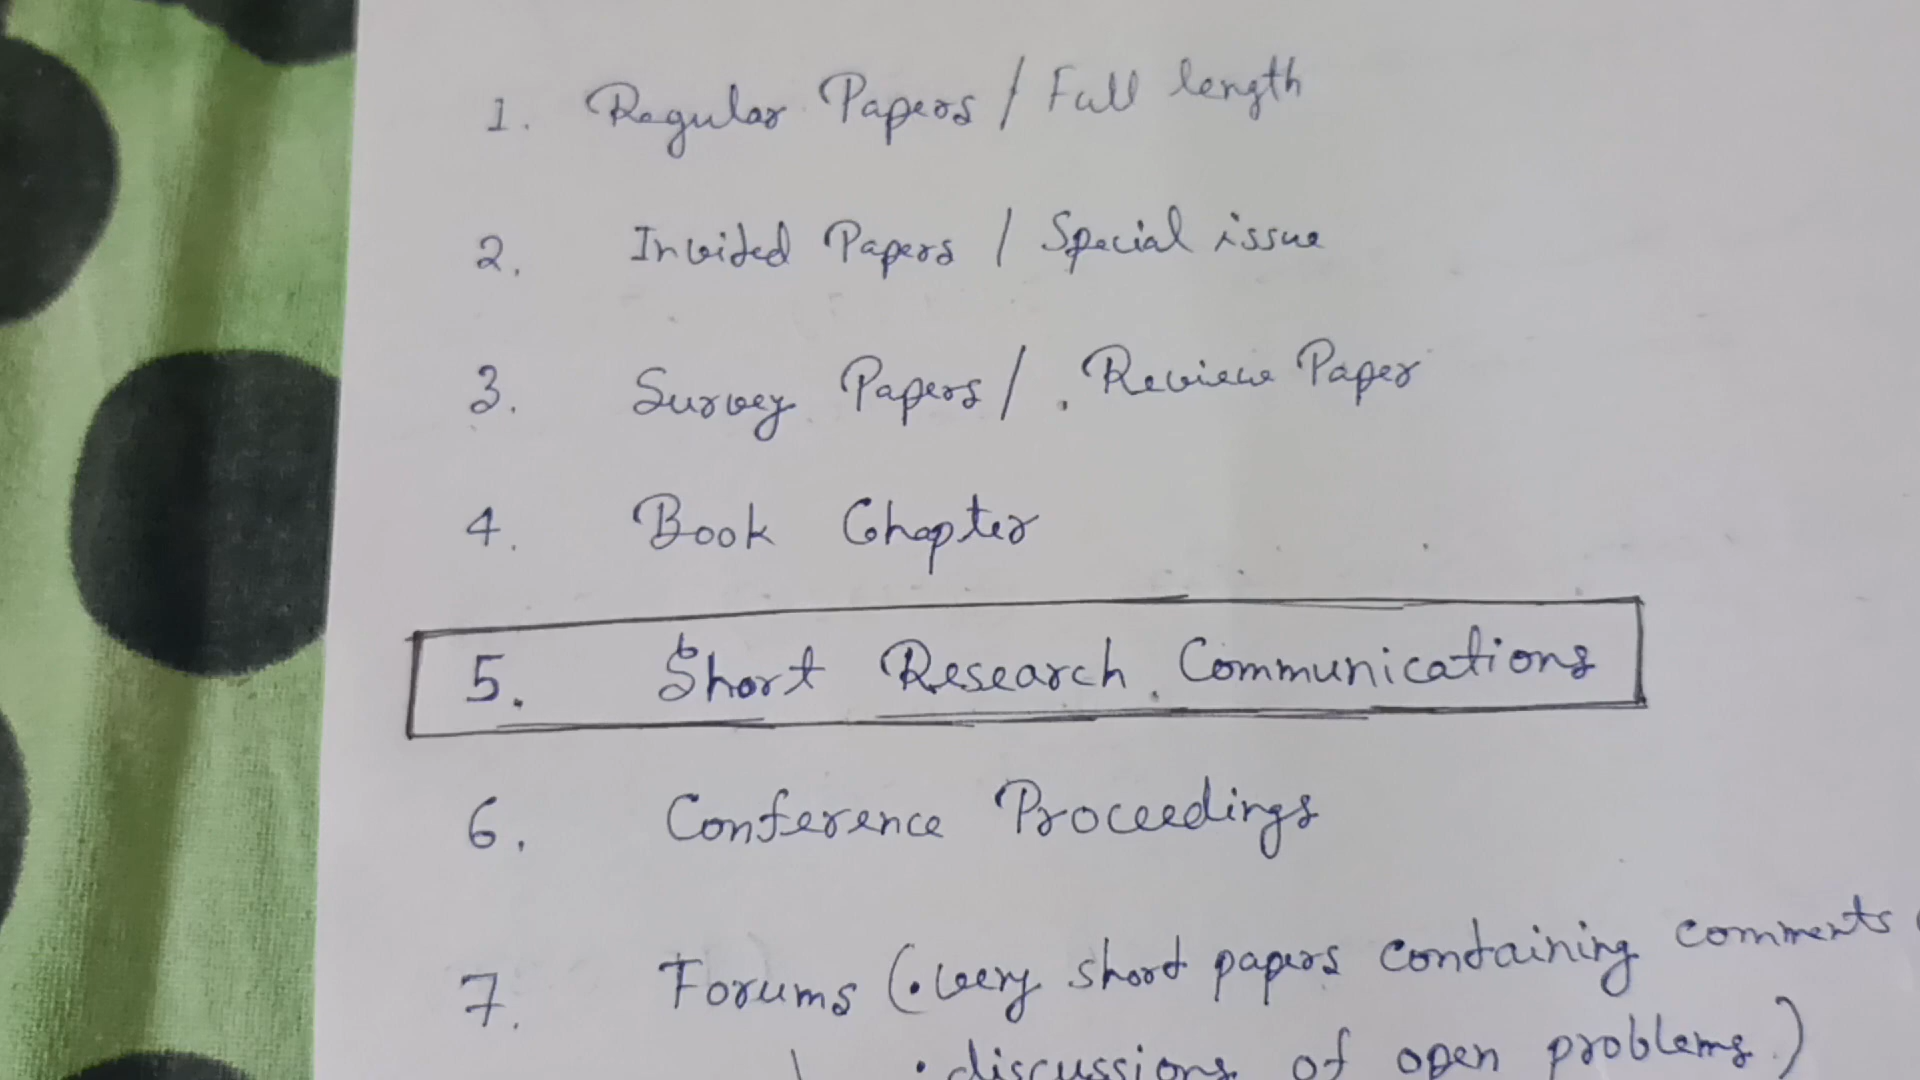 1. Regular Papers / Full length
2. Invited Papers / Special issue
3. Survey Papers / Review Paper
4. Book Chapter
5. Short Research Communications
6. Conference Proceedings
7. Forums (• very short papers containing comments
• discussions of open problems)